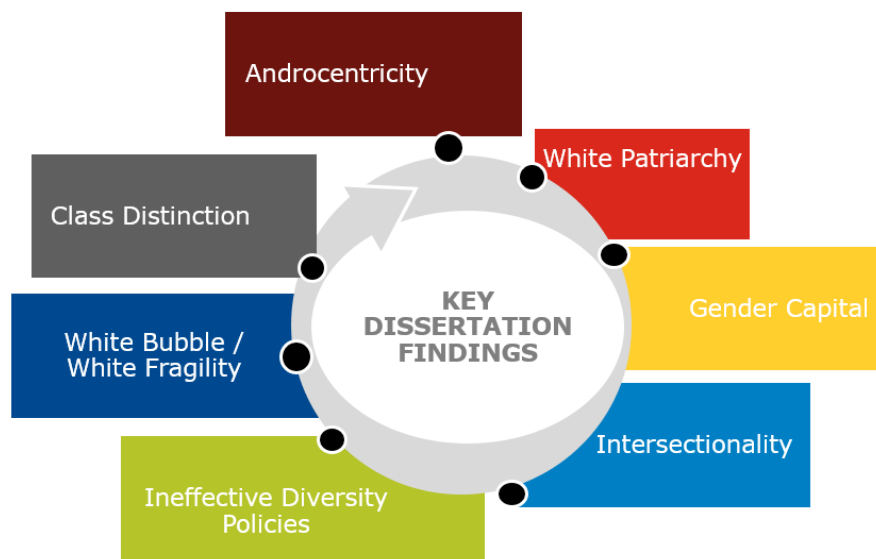 Androcentricity
White Patriarchy
Gender Capital
Intersectionality
Ineffective Diversity
Policies
White Bubble /
White Fragility
Class Distinction
KEY
DISSERTATION
FINDINGS